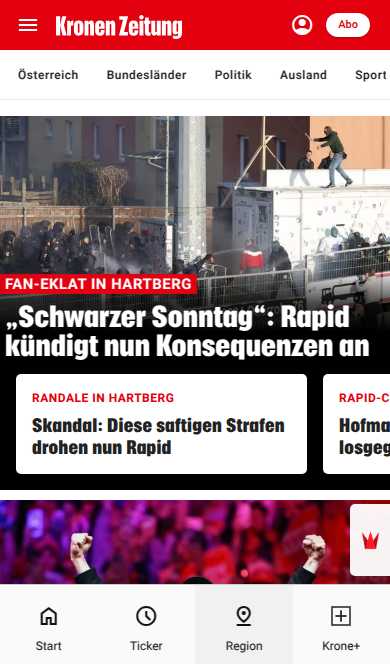 Kronen Zeitung
Abo
Österreich Bundesländer Politik Ausland Sport
FAN-EKLAT IN HARTBERG
„Schwarzer Sonntag“: Rapid
kündigt nun Konsequenzen an
RANDALE IN HARTBERG
Skandal: Diese saftigen Strafen
drohen nun Rapid
RAPID-C
Hofma
losgeg
Start Ticker Region Krone+